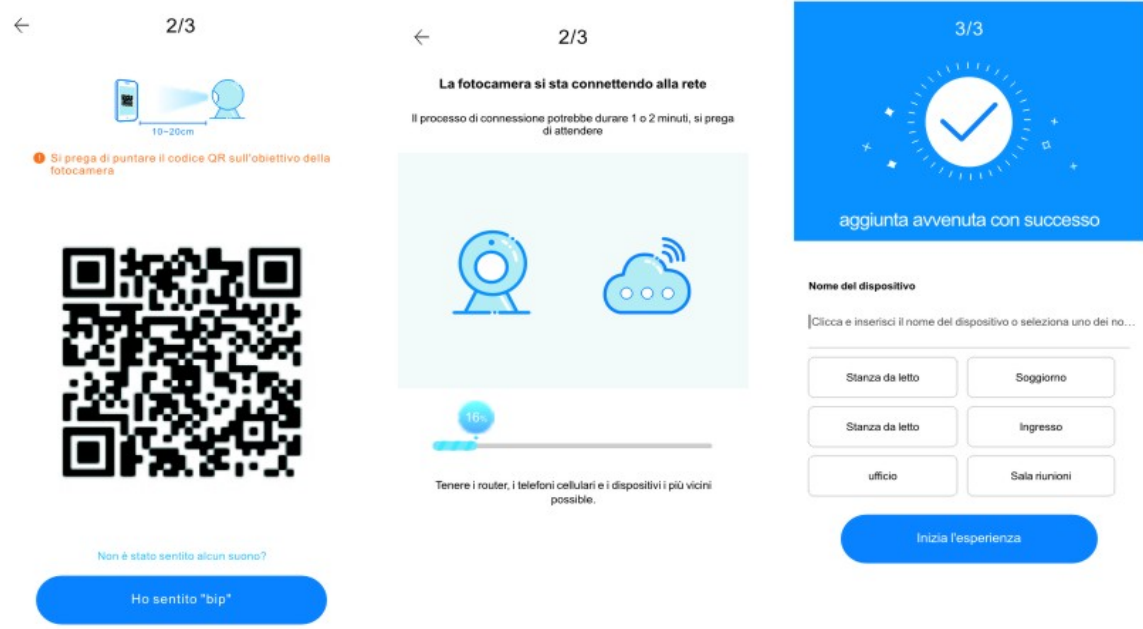 2/3
10~20cm
Si prega di puntare il codice QR sull'obiettivo della
fotocamera
Non è stato sentito alcun suono?
Ho sentito "bip"
2/3
La fotocamera si sta connettendo alla rete
Il processo di connessione potrebbe durare 1 o 2 minuti, si prega
di attendere
16%
Tenere i router, i telefoni cellulari e i dispositivi i più vicini
possible.
3/3
aggiunta avvenuta con successo
Nome del dispositivo
Clicca e inserisci il nome del dispositivo o seleziona uno dei no...
Stanza da letto
Soggiorno
Stanza da letto
Ingresso
ufficio
Sala riunioni
Inizia l'esperienza